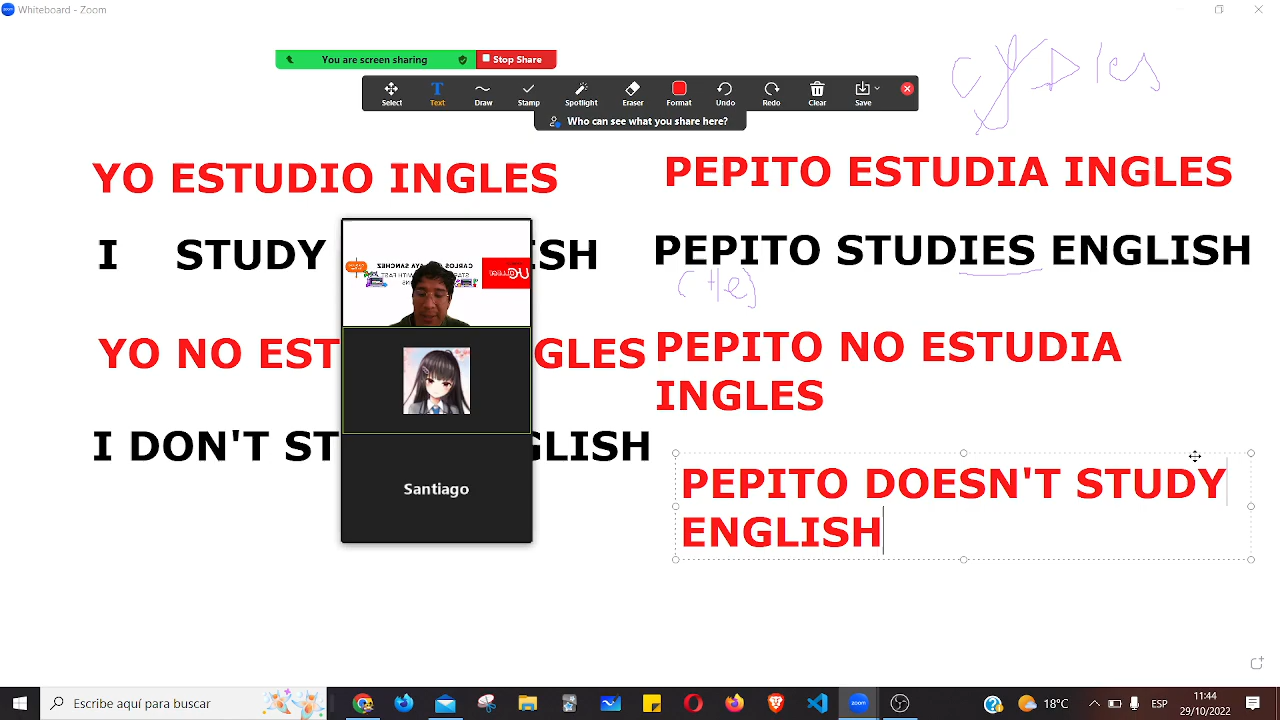 Whiteboard - Zoom
You are screen sharing
Stop Share
Select Text Draw Stamp Spotlight Eraser Format Undo Redo Clear Save
Who can see what you share here?
YO ESTUDIO INGLES
PEPITO ESTUDIA INGLES
I STUDY ISH
PEPITO STUDIES ENGLISH
(He)
YO NO EST GLES
PEPITO NO ESTUDIA
INGLES
I DON'T ST GLISH
Santiago
PEPITO DOESN'T STUDY
ENGLISH
Escribe aquí para buscar
18°C
ESP
11:44
29/10/2022